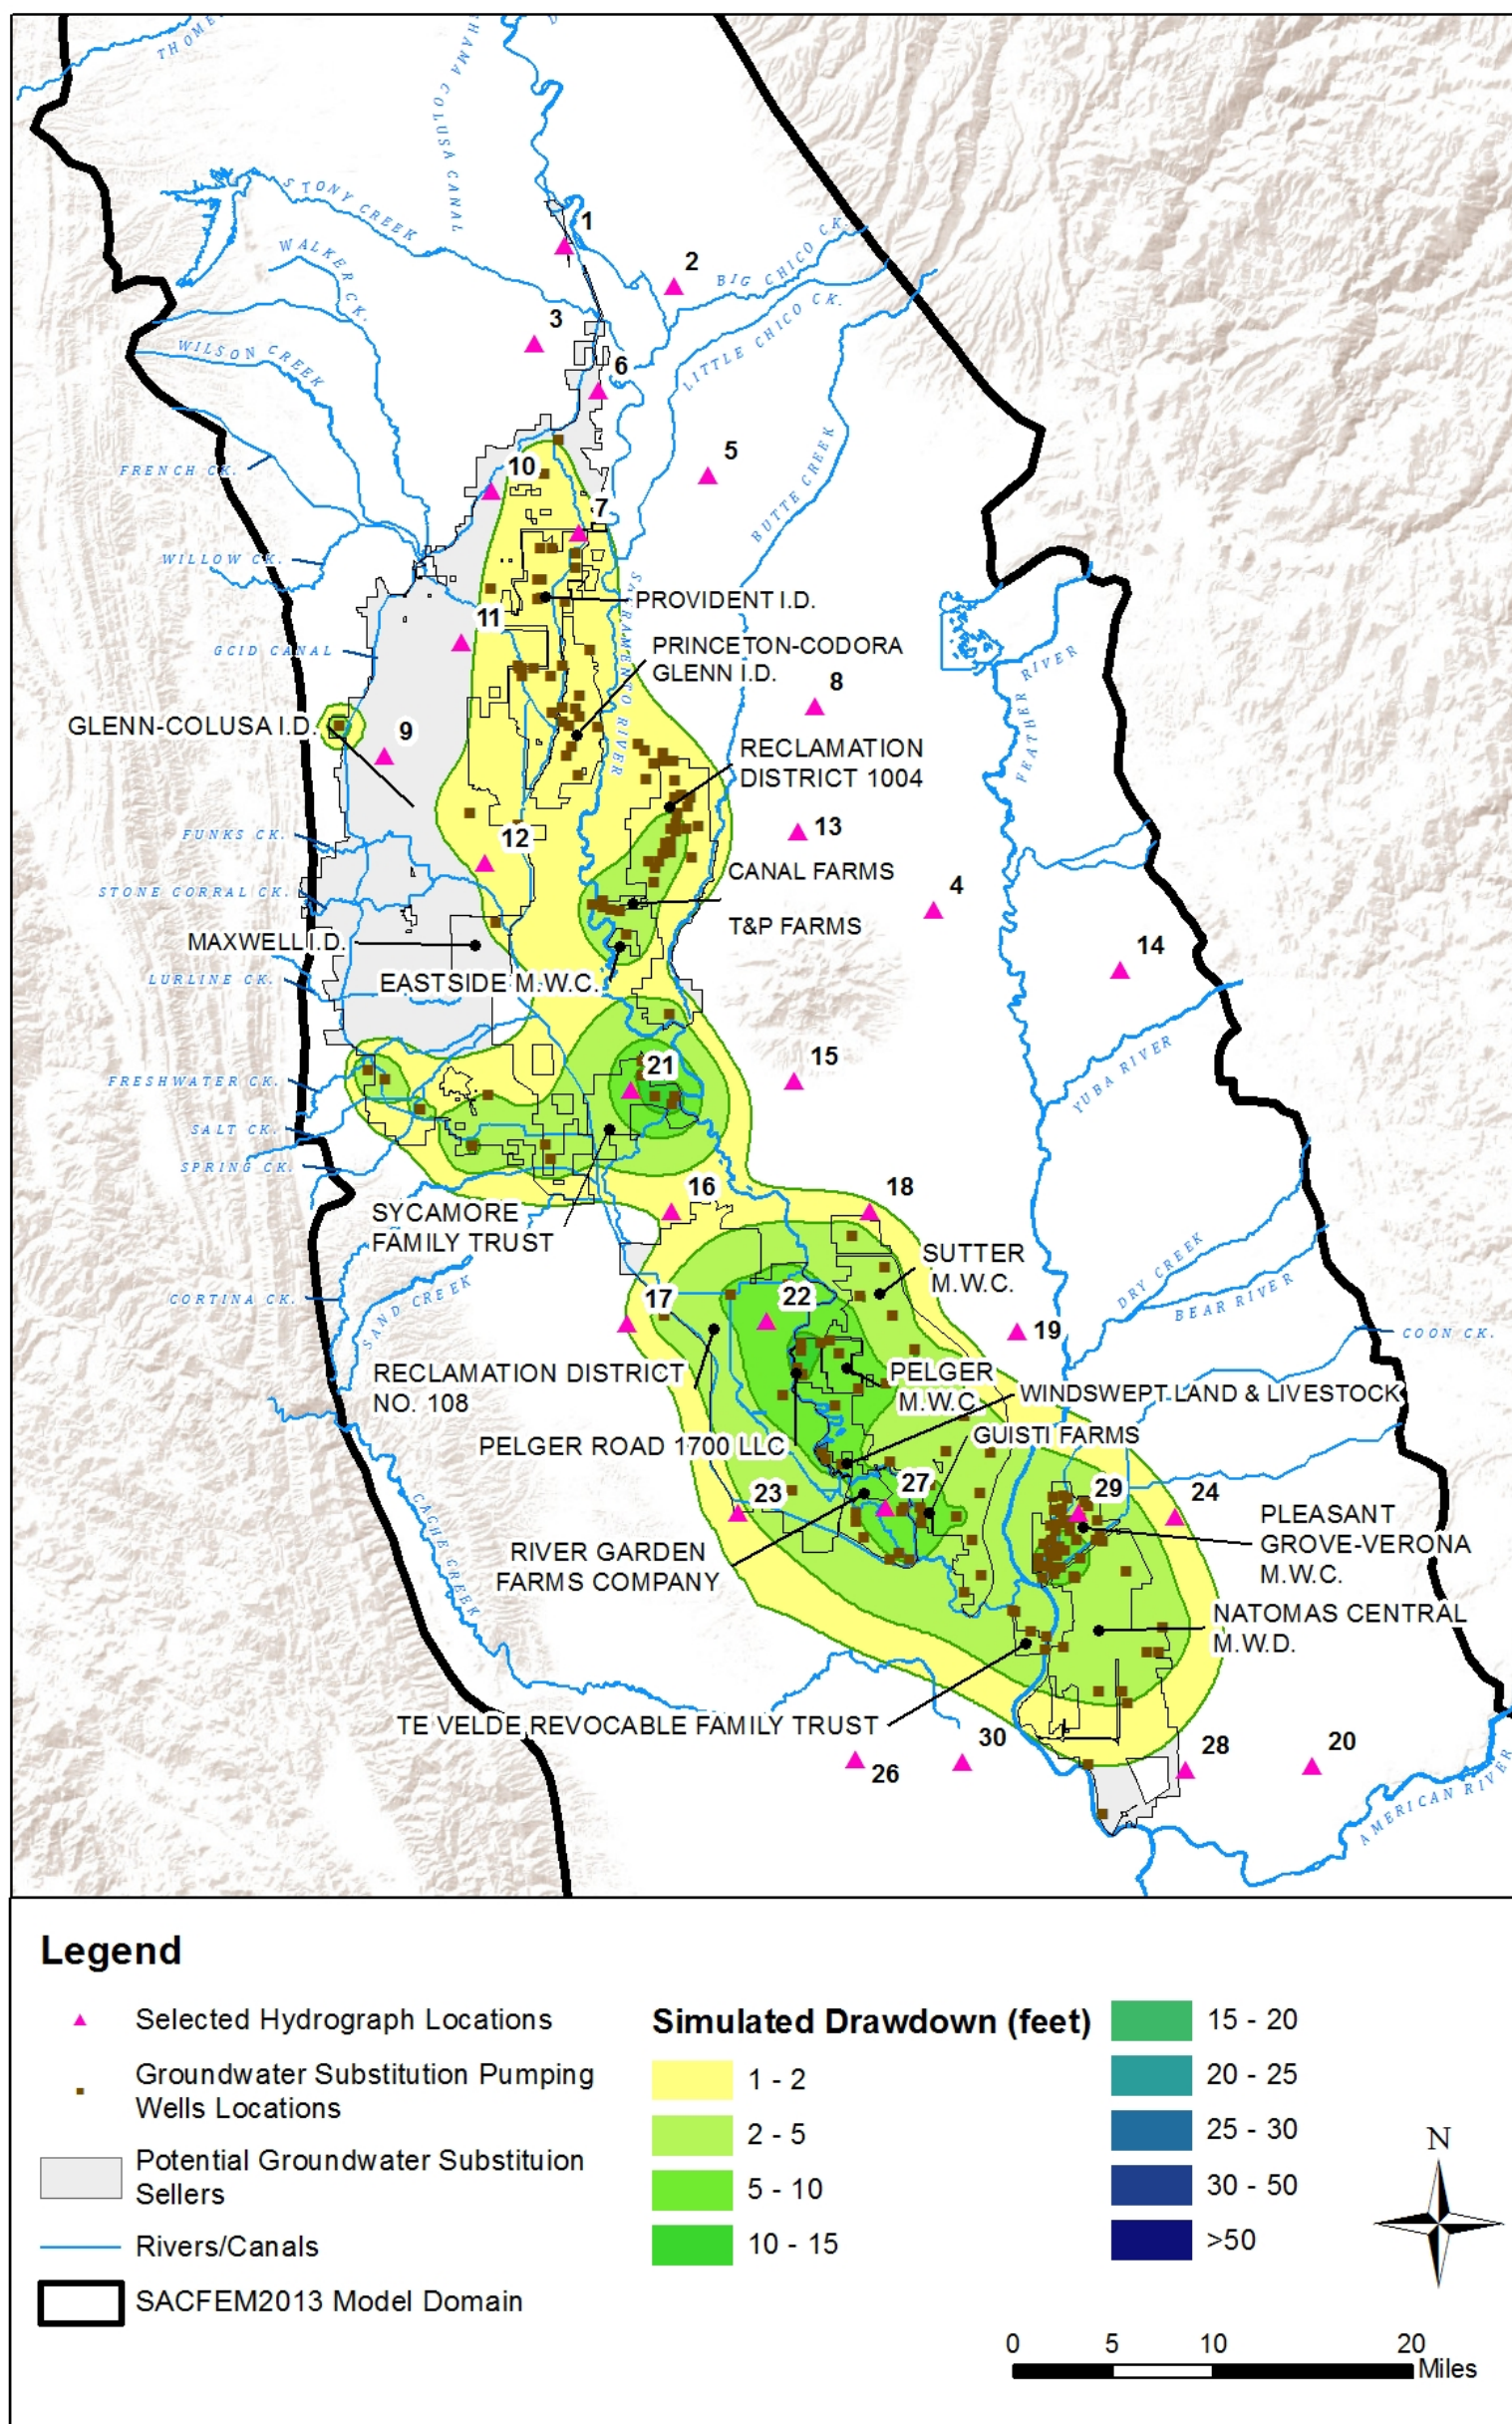 THOME
HAMA COLUSA CANAL
STONY CREEK
WALKER CK.
1
2
BIG CHICO CK.
LITTLE CHICO CK.
3
WILSON CREEK
6
5
BUTTE CREEK
FRENCH CK.
10
7
WILLOW CK.
SACRAMENTO RIVER
PROVIDENT I.D.
11
PRINCETON-CODORA
GLENN I.D.
GCID CANAL
FEATHER RIVER
8
GLENN-COLUSA I.D.
9
RECLAMATION
DISTRICT 1004
FUNKS CK.
12
13
CANAL FARMS
STONE CORRAL CK.
4
T&P FARMS
MAXWELL I.D.
14
EASTSIDE M.W.C.
LURLINE CK.
21
15
YUBA RIVER
FRESHWATER CK.
SALT CK.
SPRING CK.
16
18
SYCAMORE
FAMILY TRUST
SUTTER
M.W.C.
DRY CREEK
BEAR RIVER
CORTINA CK.
SAND CREEK
17
22
19
COON CK.
RECLAMATION DISTRICT
NO. 108
PELGER
M.W.C.
WINDSWEPT LAND & LIVESTOCK
PELGER ROAD 1700 LLC
GUISTI FARMS
CACHE CREEK
23
27
29
24
PLEASANT
GROVE-VERONA
M.W.C.
RIVER GARDEN
FARMS COMPANY
NATOMAS CENTRAL
M.W.D.
TE VELDE REVOCABLE FAMILY TRUST
26
30
28
20
AMERICAN RIVER
Legend
Selected Hydrograph Locations
Groundwater Substitution Pumping
Wells Locations
Potential Groundwater Substituion
Sellers
Rivers/Canals
SACFEM2013 Model Domain
Simulated Drawdown (feet)
1 - 2
2 - 5
5 - 10
10 - 15
15 - 20
20 - 25
25 - 30
30 - 50
>50
N
0 5 10 20
Miles